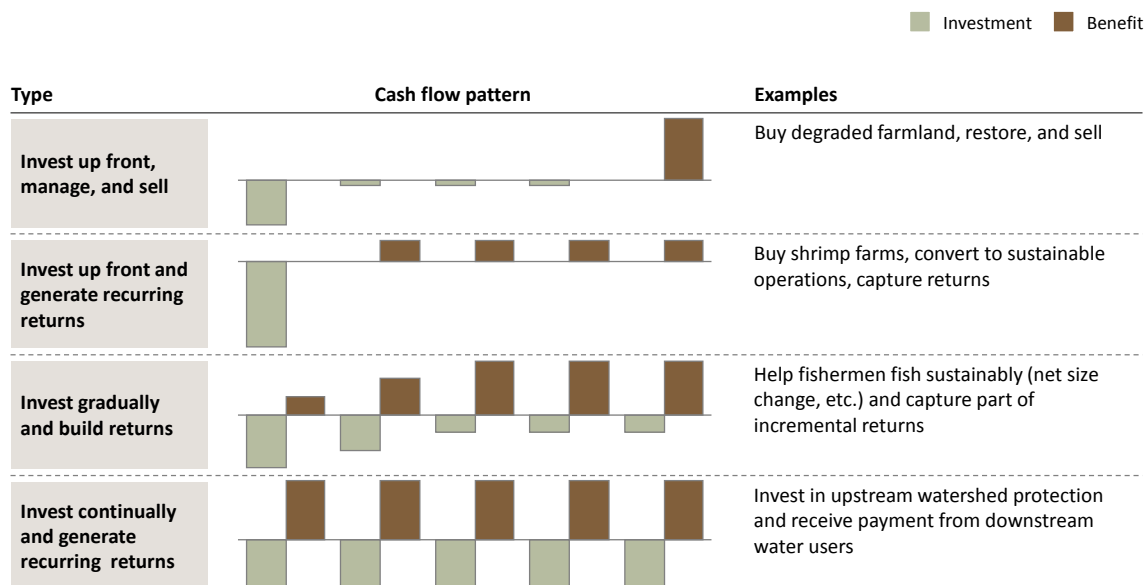 Investment
Benefit
Type
Cash flow pattern
Examples
Invest up front,
manage, and sell
Buy degraded farmland, restore, and sell
Invest up front and
generate recurring
returns
Buy shrimp farms, convert to sustainable
operations, capture returns
Invest gradually
and build returns
Help fishermen fish sustainably (net size
change, etc.) and capture part of
incremental returns
Invest continually
and generate
recurring  returns
Invest in upstream watershed protection
and receive payment from downstream
water users